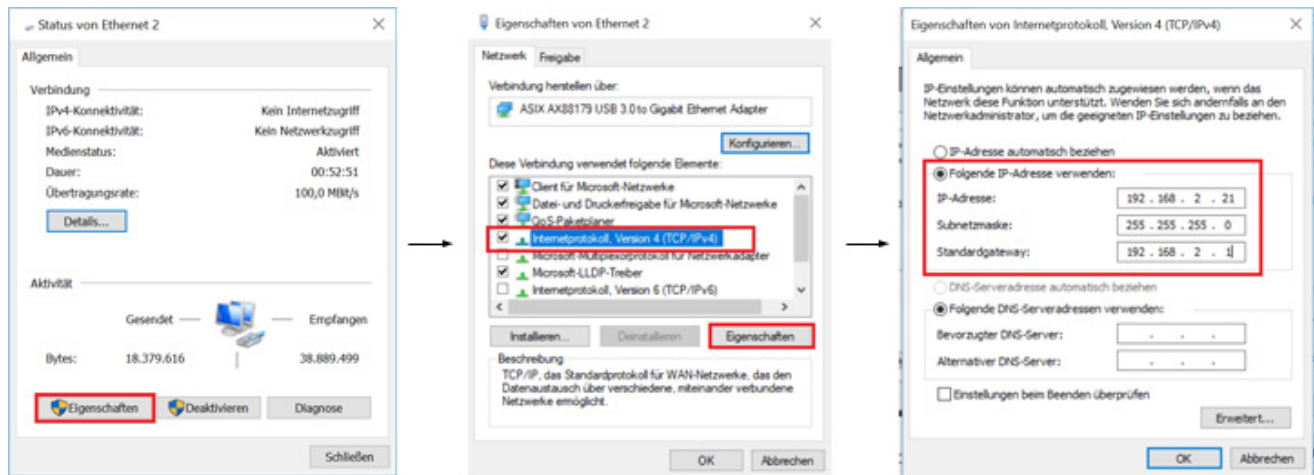 Status von Ethernet 2
Allgemein
Verbindung
IPv4-Konnektivität: Kein Internetzugriff
IPv6-Konnektivität: Kein Netzwerkzugriff
Medienstatus: Aktiviert
Dauer: 00:52:51
Übertragungsrate: 100,0 MBit/s
Details...
Aktivität
Gesendet — — Empfangen
Bytes: 18.379.616 38.889.499
Eigenschaften Deaktivieren Diagnose
Schließen
Eigenschaften von Ethernet 2
Netzwerk Freigabe
Verbindung herstellen über:
ASIX AX88179 USB 3.0 to Gigabit Ethernet Adapter
Konfigurieren...
Diese Verbindung verwendet folgende Elemente:
Client für Microsoft-Netzwerke
Datei- und Druckerfreigabe für Microsoft-Netzwerke
QoS-Paketplaner
Internetprotokoll, Version 4 (TCP/IPv4)
Microsoft-Multiplexorprotokoll für Netzwerkadapter
Microsoft-LLDP-Treiber
Internetprotokoll, Version 6 (TCP/IPv6)
Installieren... Deinstallieren Eigenschaften
Beschreibung
TCP/IP, das Standardprotokoll für WAN-Netzwerke, das den
Datenaustausch über verschiedene, miteinander verbundene
Netzwerke ermöglicht.
OK Abbrechen
Eigenschaften von Internetprotokoll, Version 4 (TCP/IPv4)
Allgemein
IP-Einstellungen können automatisch zugewiesen werden, wenn das
Netzwerk diese Funktion unterstützt. Wenden Sie sich andernfalls an den
Netzwerkadministrator, um die geeigneten IP-Einstellungen zu beziehen.
IP-Adresse automatisch beziehen
Folgende IP-Adresse verwenden:
IP-Adresse: 192 . 168 . 2 . 21
Subnetzmaske: 255 . 255 . 255 . 0
Standardgateway: 192 . 168 . 2 . 1
DNS-Serveradresse automatisch beziehen
Folgende DNS-Serveradressen verwenden:
Bevorzugter DNS-Server: . . .
Alternativer DNS-Server: . . .
Einstellungen beim Beenden überprüfen
Erweitert...
OK Abbrechen